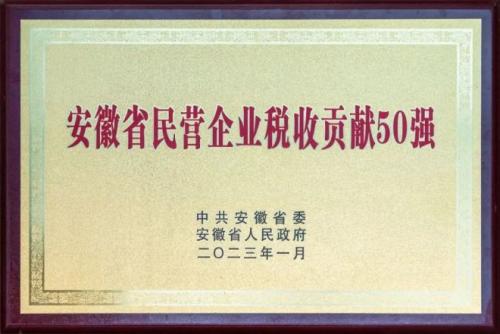 安徽省民营企业税收贡献50强
中共安徽省委
安徽省人民政府
二〇二三年一月